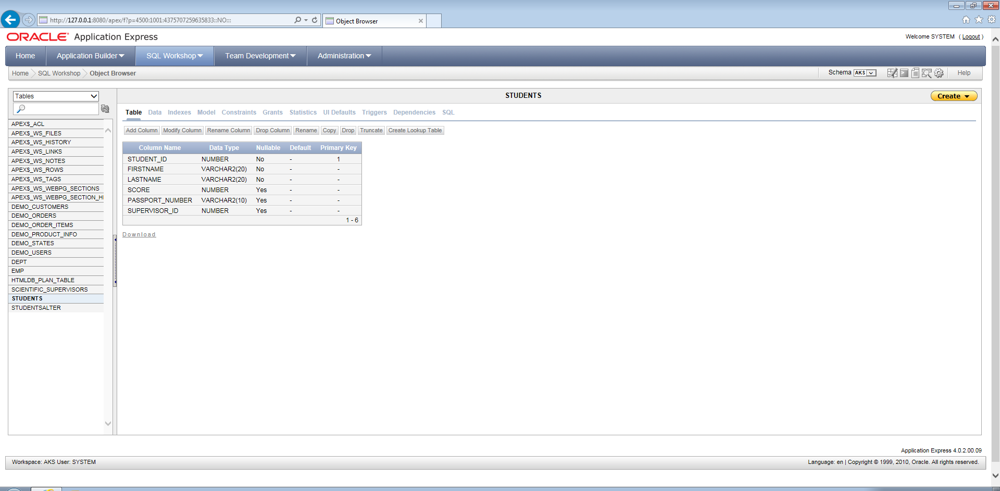 http://127.0.0.1:8080/apex/f?p=4500:1001:4375707259635833::NO:::
Object Browser
ORACLE Application Express
Welcome SYSTEM ( Logout )
Home Application Builder SQL Workshop Team Development Administration
Home SQL Workshop Object Browser
Schema AKS Help
Tables
STUDENTS
Create
Table Data Indexes Model Constraints Grants Statistics UI Defaults Triggers Dependencies SQL
Add Column Modify Column Rename Column Drop Column Rename Copy Drop Truncate Create Lookup Table
APEX$_ACL
APEX$_WS_FILES
APEX$_WS_HISTORY
APEX$_WS_LINKS
APEX$_WS_NOTES
APEX$_WS_ROWS
APEX$_WS_TAGS
APEX$_WS_WEBPG_SECTIONS
APEX$_WS_WEBPG_SECTION_HI
DEMO_CUSTOMERS
DEMO_ORDERS
DEMO_ORDER_ITEMS
DEMO_PRODUCT_INFO
DEMO_STATES
DEMO_USERS
DEPT
EMP
HTMLDB_PLAN_TABLE
SCIENTIFIC_SUPERVISORS
STUDENTS
STUDENTSALTER
Column Name Data Type Nullable Default Primary Key
STUDENT_ID NUMBER No - 1
FIRSTNAME VARCHAR2(20) No - -
LASTNAME VARCHAR2(20) No - -
SCORE NUMBER Yes - -
PASSPORT_NUMBER VARCHAR2(10) Yes - -
SUPERVISOR_ID NUMBER Yes - -
1 - 6
Download
Application Express 4.0.2.00.09
Workspace: AKS User: SYSTEM
Language: en | Copyright © 1999, 2010, Oracle. All rights reserved.